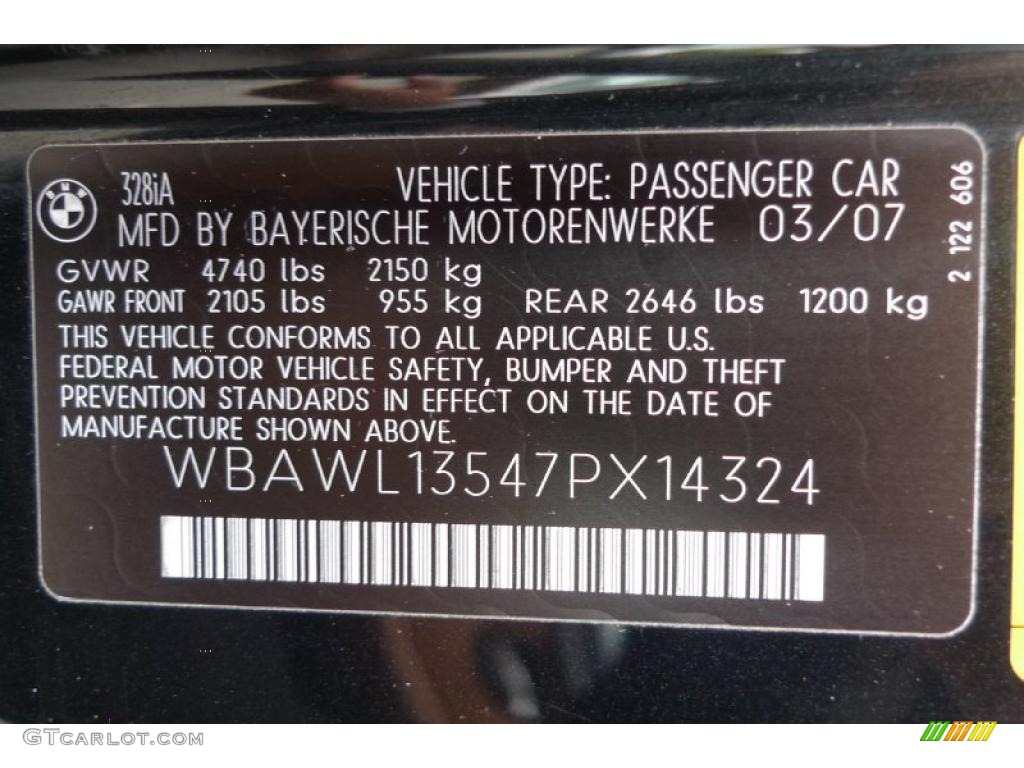 328iA
VEHICLE TYPE: PASSENGER CAR
MFD BY BAYERISCHE MOTORENWERKE 03/07
GVWR 4740 lbs 2150 kg
GAWR FRONT 2105 lbs 955 kg REAR 2646 lbs 1200 kg
THIS VEHICLE CONFORMS TO ALL APPLICABLE U.S.
FEDERAL MOTOR VEHICLE SAFETY, BUMPER AND THEFT
PREVENTION STANDARDS IN EFFECT ON THE DATE OF
MANUFACTURE SHOWN ABOVE.
WBAWL13547PX14324
2 122 606
BMW
GTCarLot.com